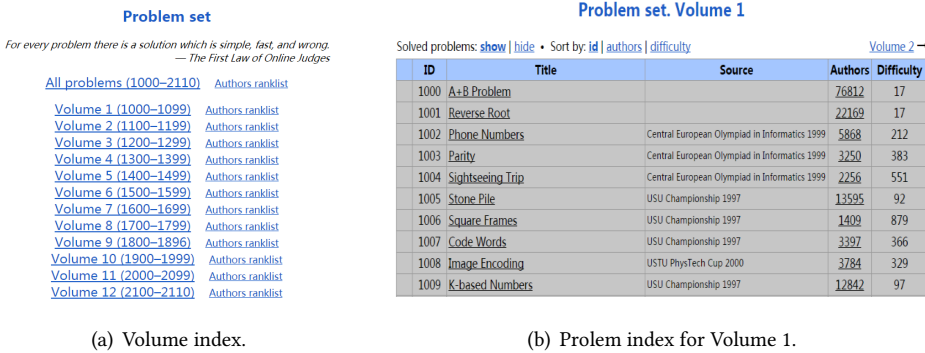 Problem set
For every problem there is a solution which is simple, fast, and wrong.
— The First Law of Online Judges
All problems (1000–2110) Authors ranklist
Volume 1 (1000–1099) Authors ranklist
Volume 2 (1100–1199) Authors ranklist
Volume 3 (1200–1299) Authors ranklist
Volume 4 (1300–1399) Authors ranklist
Volume 5 (1400–1499) Authors ranklist
Volume 6 (1500–1599) Authors ranklist
Volume 7 (1600–1699) Authors ranklist
Volume 8 (1700–1799) Authors ranklist
Volume 9 (1800–1896) Authors ranklist
Volume 10 (1900–1999) Authors ranklist
Volume 11 (2000–2099) Authors ranklist
Volume 12 (2100–2110) Authors ranklist
(a) Volume index.
Problem set. Volume 1
Solved problems: show | hide • Sort by: id | authors | difficulty Volume 2 →
ID Title Source Authors Difficulty
1000 A+B Problem 76812 17
1001 Reverse Root 22169 17
1002 Phone Numbers Central European Olympiad in Informatics 1999 5868 212
1003 Parity Central European Olympiad in Informatics 1999 3250 383
1004 Sightseeing Trip Central European Olympiad in Informatics 1999 2256 551
1005 Stone Pile USU Championship 1997 13595 92
1006 Square Frames USU Championship 1997 1409 879
1007 Code Words USU Championship 1997 3397 366
1008 Image Encoding USTU PhysTech Cup 2000 3784 329
1009 K-based Numbers USU Championship 1997 12842 97
(b) Prolem index for Volume 1.